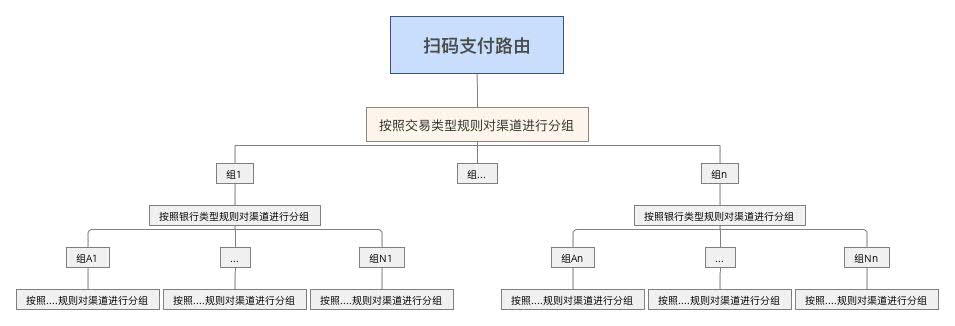 扫码支付路由
按照交易类型规则对渠道进行分组
组1
组...
组n
按照银行类型规则对渠道进行分组
按照银行类型规则对渠道进行分组
组A1
...
组N1
组An
...
组Nn
按照....规则对渠道进行分组
按照....规则对渠道进行分组
按照....规则对渠道进行分组
按照....规则对渠道进行分组
按照....规则对渠道进行分组
按照....规则对渠道进行分组